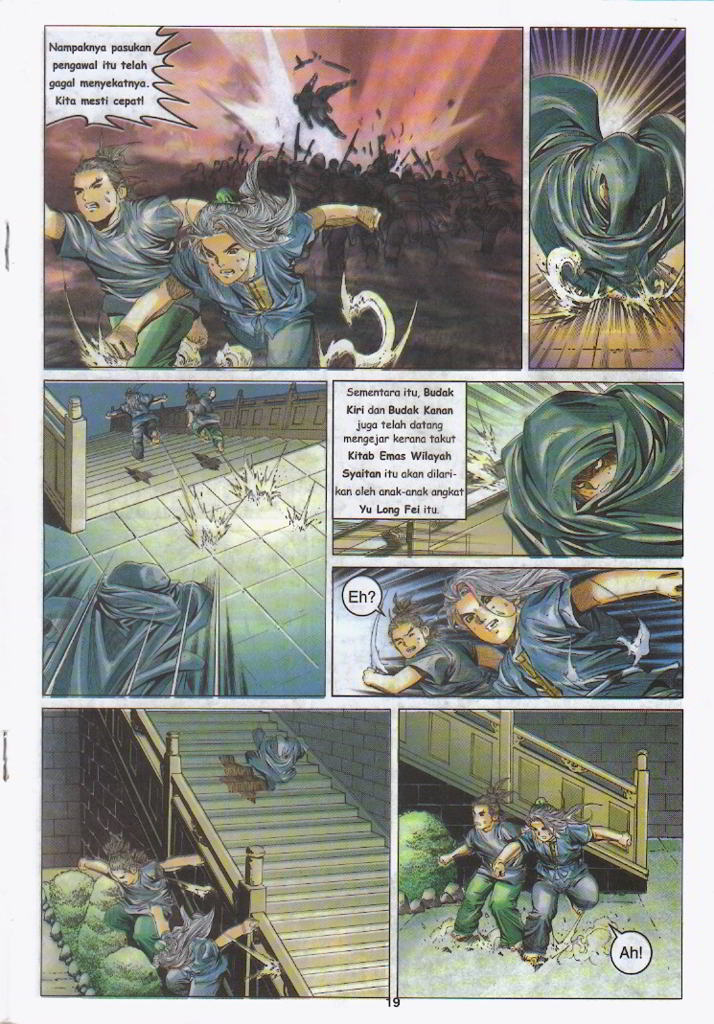 Nampaknya pasukan
pengawal itu telah
gagal menyekatnya.
Kita mesti cepat!
Sementara itu, Budak
Kiri dan Budak Kanan
juga telah datang
mengejar kerana takut
Kitab Emas Wilayah
Syaitan itu akan dilari-
kan oleh anak-anak angkat
Yu Long Fei itu.
Eh?
Ah!
19